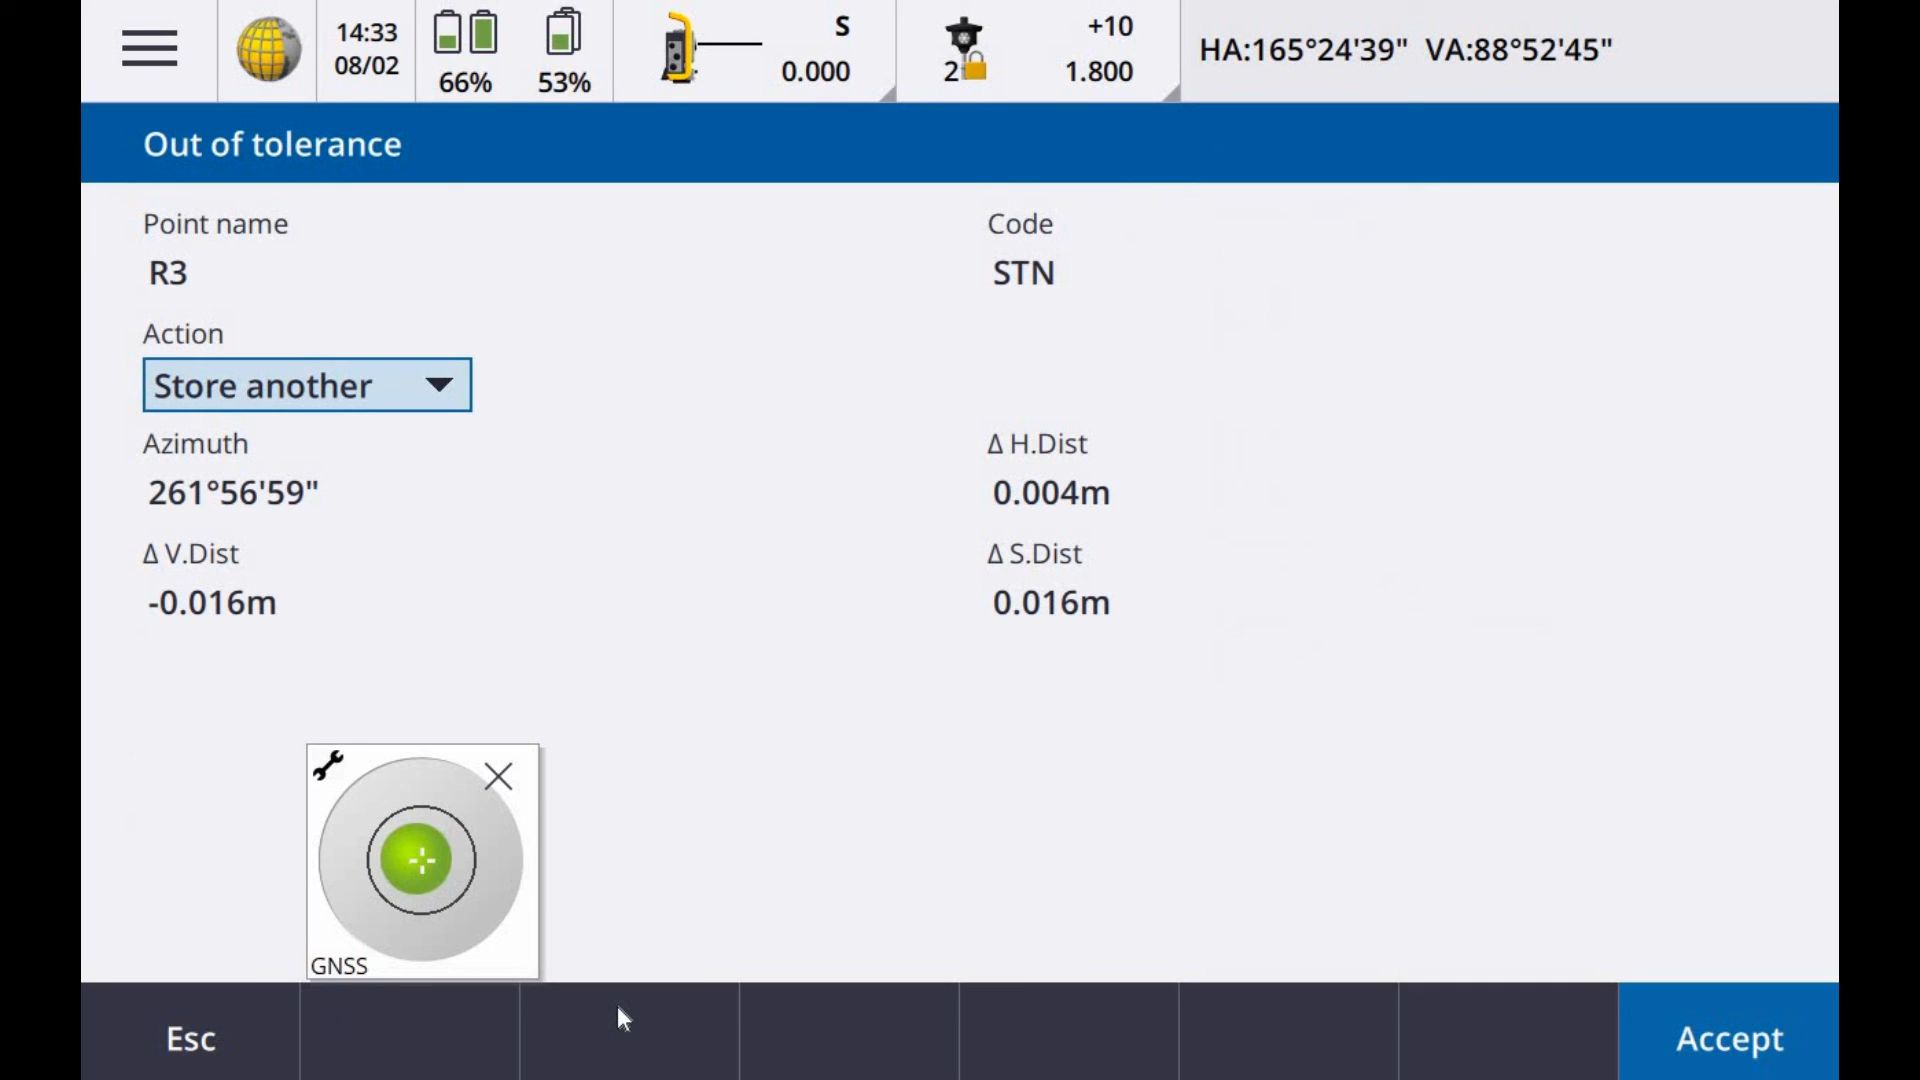 14:33
08/02
66%
53%
S
0.000
+10
2
1.800
HA:165°24'39" VA:88°52'45"
Out of tolerance
Point name
R3
Code
STN
Action
Store another
Azimuth
261°56'59"
Δ H.Dist
0.004m
Δ V.Dist
-0.016m
Δ S.Dist
0.016m
GNSS
Esc
Accept